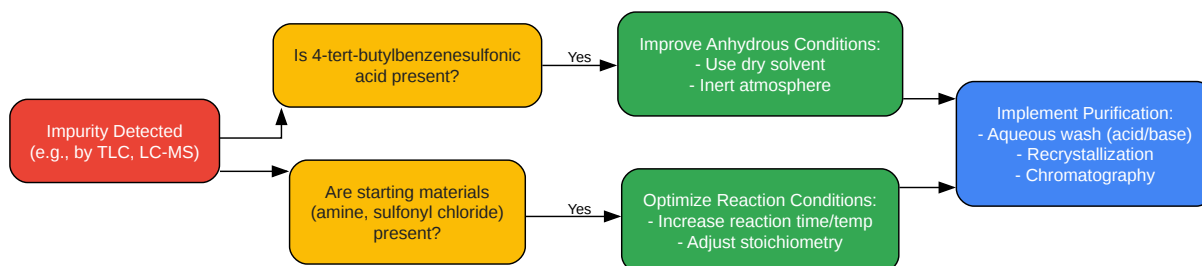 Impurity Detected
(e.g., by TLC, LC-MS)
Is 4-tert-butylbenzenesulfonic
acid present?
Yes
Improve Anhydrous Conditions:
- Use dry solvent
- Inert atmosphere
Are starting materials
(amine, sulfonyl chloride)
present?
Yes
Optimize Reaction Conditions:
- Increase reaction time/temp
- Adjust stoichiometry
Implement Purification:
- Aqueous wash (acid/base)
- Recrystallization
- Chromatography